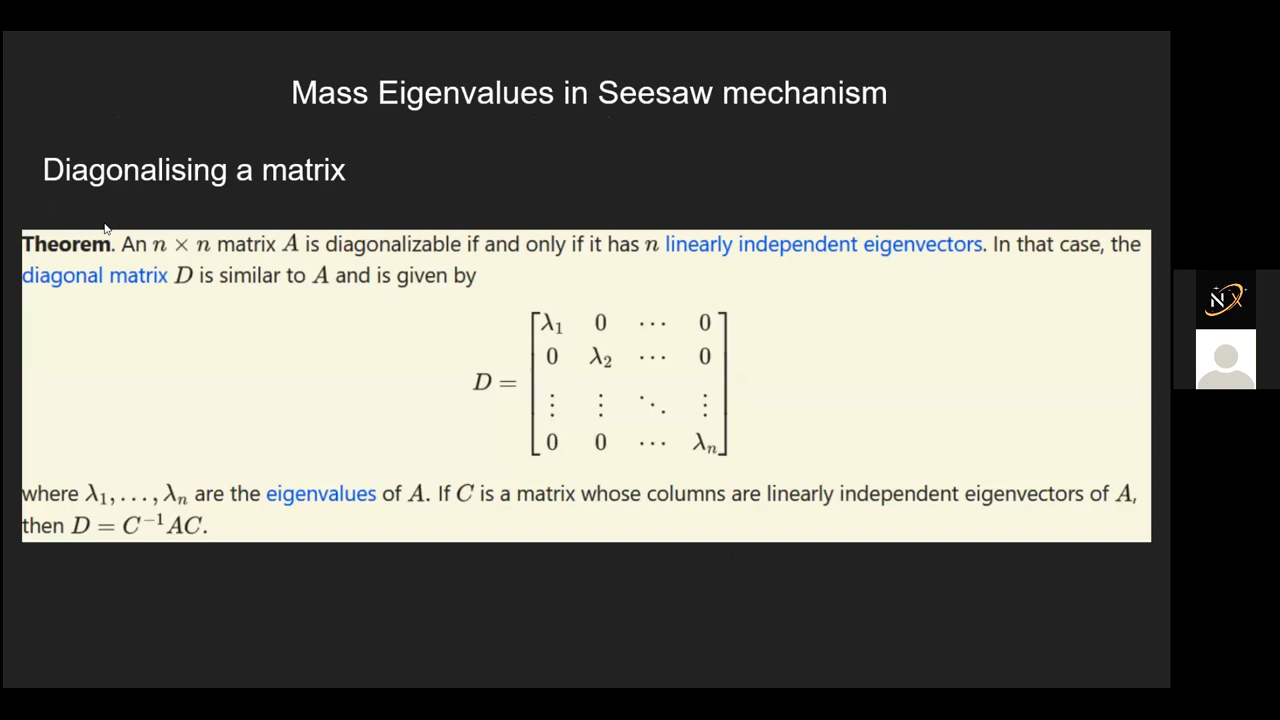 Mass Eigenvalues in Seesaw mechanism
Diagonalising a matrix
Theorem. An n × n matrix A is diagonalizable if and only if it has n linearly independent eigenvectors. In that case, the
diagonal matrix D is similar to A and is given by
D =
λ₁ 0 ⋯ 0
0 λ₂ ⋯ 0
⋮ ⋮ ⋱ ⋮
0 0 ⋯ λₙ
where λ₁, …, λₙ are the eigenvalues of A. If C is a matrix whose columns are linearly independent eigenvectors of A,
then D = C⁻¹AC.
NX